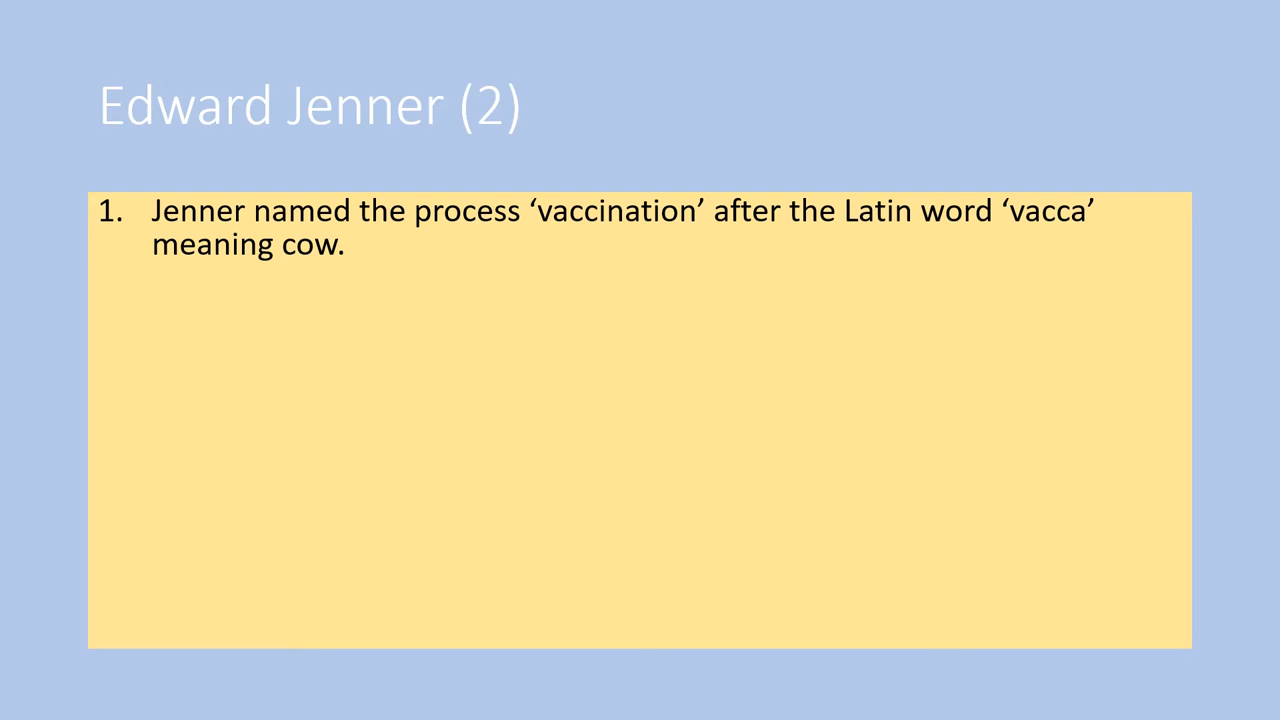 Edward Jenner (2)
1. Jenner named the process ‘vaccination’ after the Latin word ‘vacca’
meaning cow.